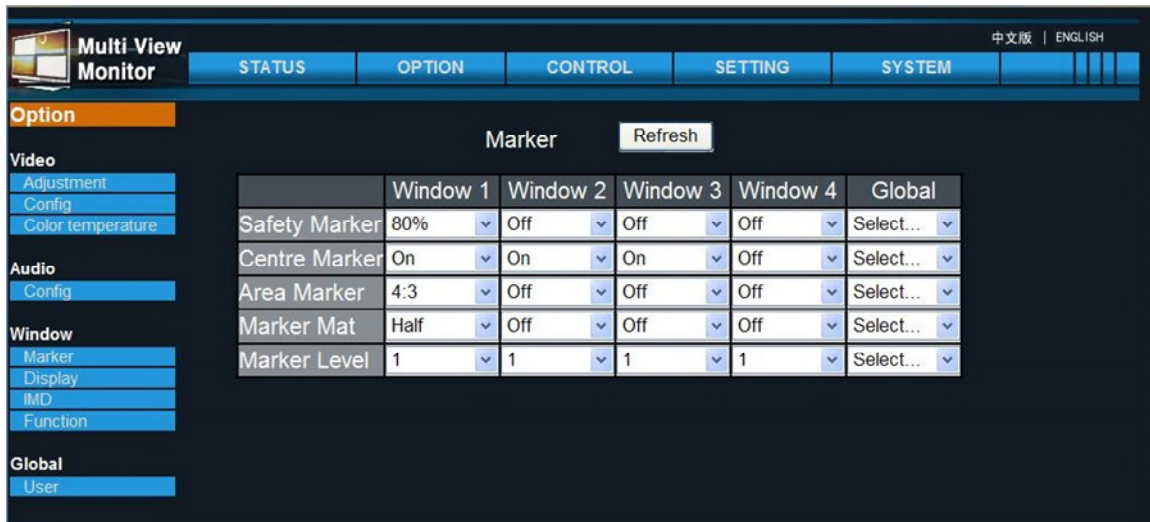 中文版 | ENGLISH
Multi View
Monitor
STATUS OPTION CONTROL SETTING SYSTEM
Option
Marker Refresh
Video
Adjustment
Config
Color temperature
Audio
Config
Window
Marker
Display
IMD
Function
Global
User
Window 1 Window 2 Window 3 Window 4 Global
Safety Marker 80% Off Off Off Select...
Centre Marker On On On Off Select...
Area Marker 4:3 Off Off Off Select...
Marker Mat Half Off Off Off Select...
Marker Level 1 1 1 1 Select...